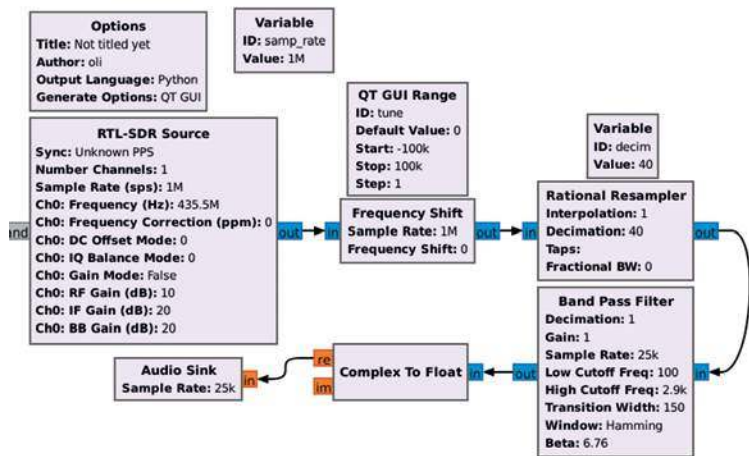 Options
Title: Not titled yet
Author: oli
Output Language: Python
Generate Options: QT GUI
Variable
ID: samp_rate
Value: 1M
QT GUI Range
ID: tune
Default Value: 0
Start: -100k
Stop: 100k
Step: 1
Variable
ID: decim
Value: 40
RTL-SDR Source
Sync: Unknown PPS
Number Channels: 1
Sample Rate (sps): 1M
Ch0: Frequency (Hz): 435.5M
Ch0: Frequency Correction (ppm): 0
Ch0: DC Offset Mode: 0
Ch0: IQ Balance Mode: 0
Ch0: Gain Mode: False
Ch0: RF Gain (dB): 10
Ch0: IF Gain (dB): 20
Ch0: BB Gain (dB): 20
out
in
Frequency Shift
Sample Rate: 1M
Frequency Shift: 0
out
in
Rational Resampler
Interpolation: 1
Decimation: 40
Taps:
Fractional BW: 0
out
Band Pass Filter
Decimation: 1
Gain: 1
Sample Rate: 25k
Low Cutoff Freq: 100
High Cutoff Freq: 2.9k
Transition Width: 150
Window: Hamming
Beta: 6.76
in
out
in
Complex To Float
re
im
in
Audio Sink
Sample Rate: 25k